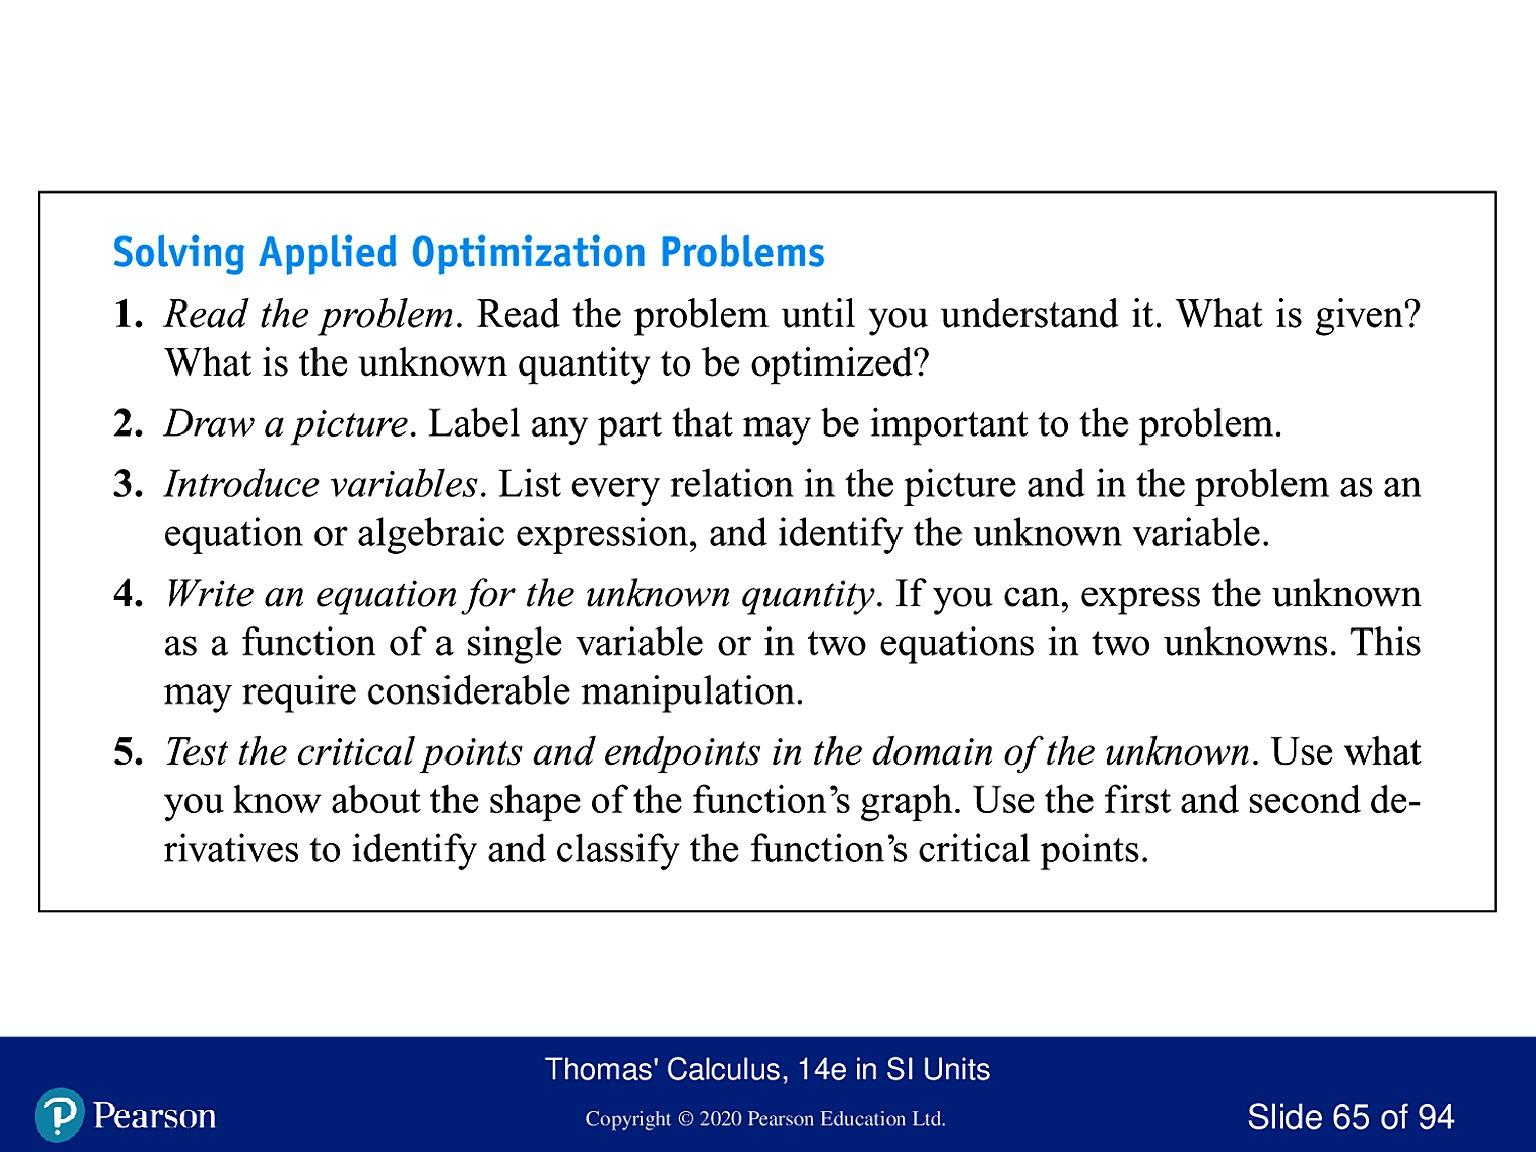 Solving Applied Optimization Problems
1. Read the problem. Read the problem until you understand it. What is given?
What is the unknown quantity to be optimized?
2. Draw a picture. Label any part that may be important to the problem.
3. Introduce variables. List every relation in the picture and in the problem as an
equation or algebraic expression, and identify the unknown variable.
4. Write an equation for the unknown quantity. If you can, express the unknown
as a function of a single variable or in two equations in two unknowns. This
may require considerable manipulation.
5. Test the critical points and endpoints in the domain of the unknown. Use what
you know about the shape of the function’s graph. Use the first and second de-
rivatives to identify and classify the function’s critical points.
Thomas' Calculus, 14e in SI Units
P Pearson
Copyright © 2020 Pearson Education Ltd.
Slide 65 of 94